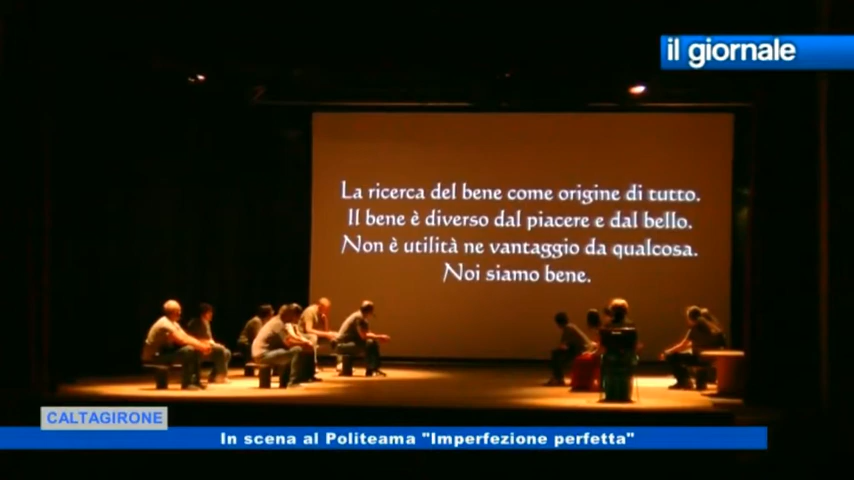 il giornale
La ricerca del bene come origine di tutto.
Il bene è diverso dal piacere e dal bello.
Non è utilità ne vantaggio da qualcosa.
Noi siamo bene.
CALTAGIRONE
In scena al Politeama "Imperfezione perfetta"